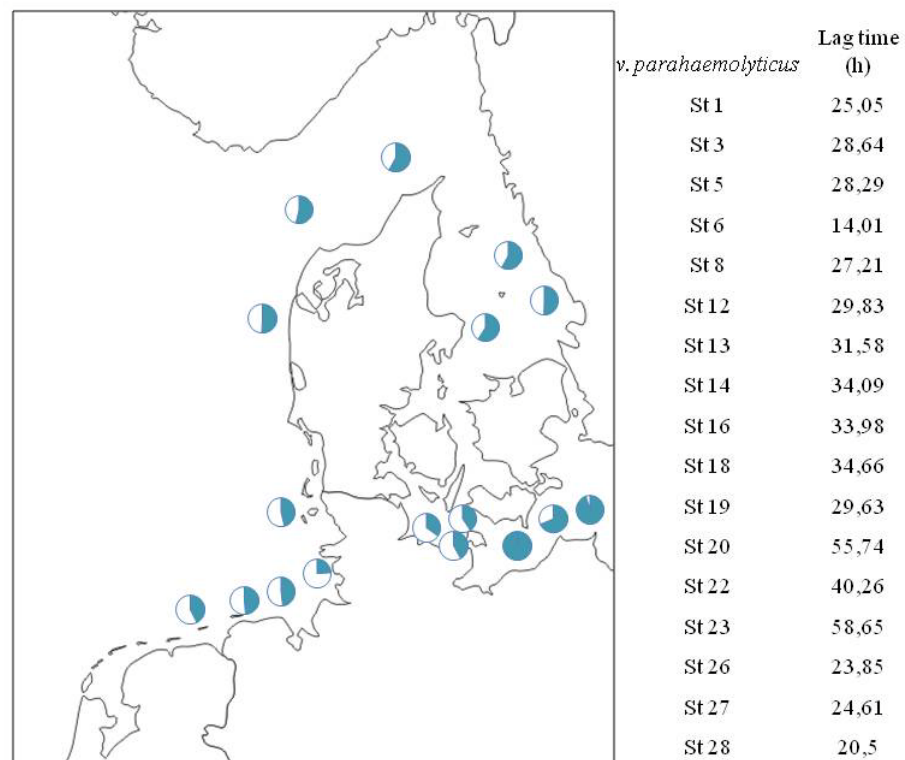 Lag time
v. parahaemolyticus (h)
St 1 25,05
St 3 28,64
St 5 28,29
St 6 14,01
St 8 27,21
St 12 29,83
St 13 31,58
St 14 34,09
St 16 33,98
St 18 34,66
St 19 29,63
St 20 55,74
St 22 40,26
St 23 58,65
St 26 23,85
St 27 24,61
St 28 20,5